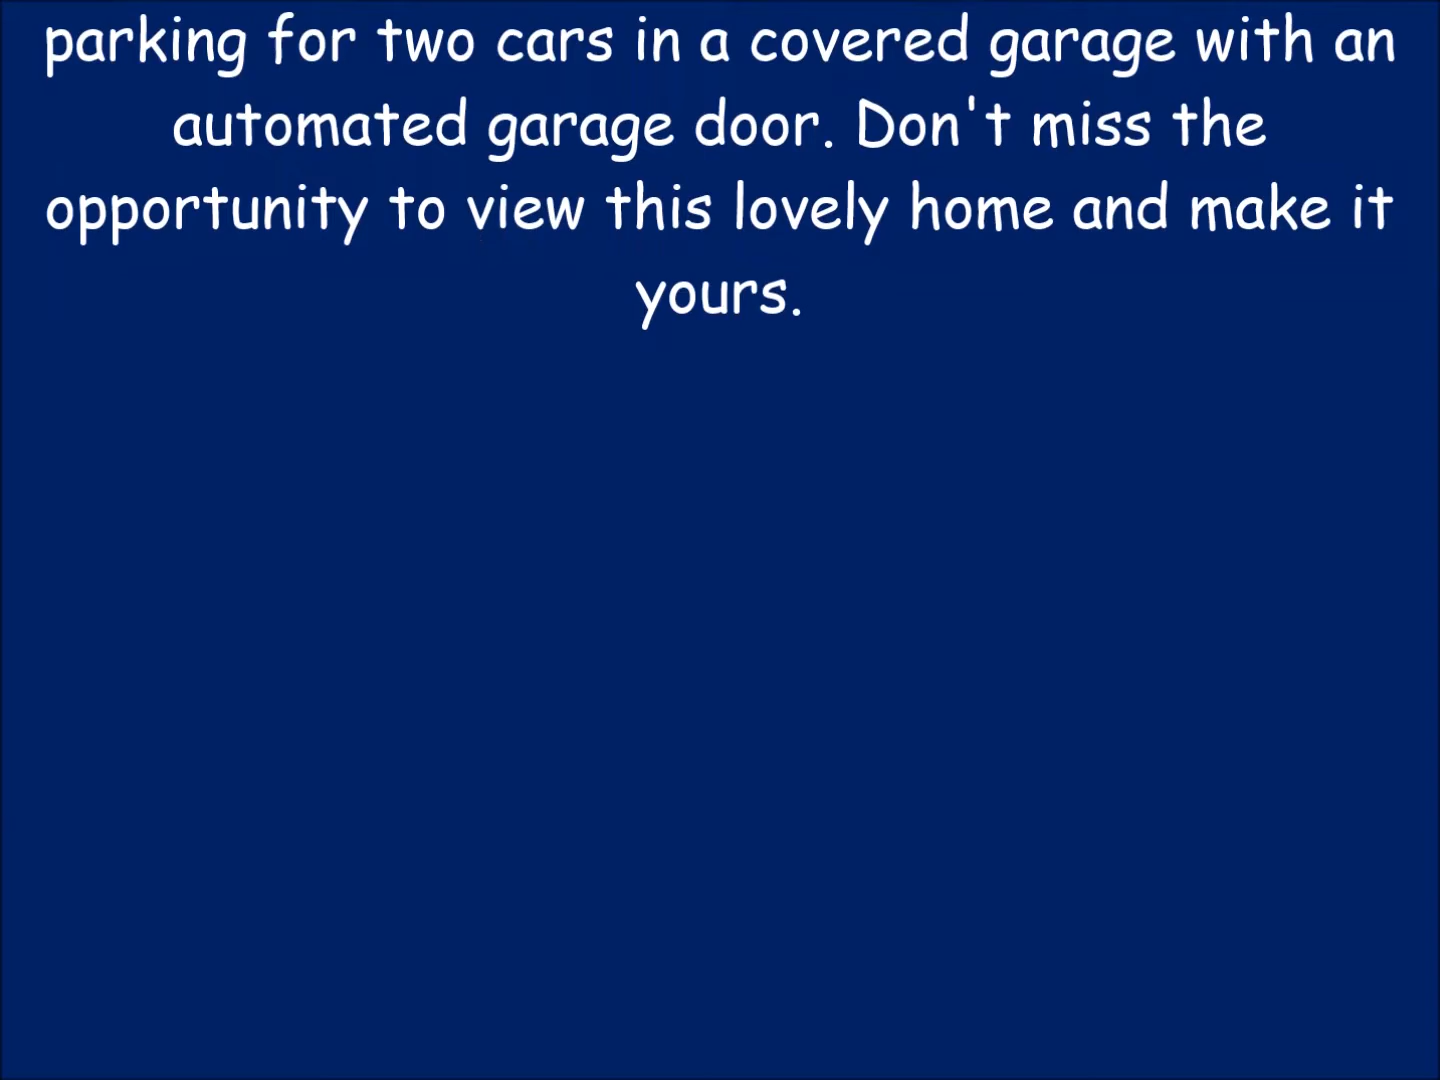 parking for two cars in a covered garage with an
automated garage door. Don't miss the
opportunity to view this lovely home and make it
yours.